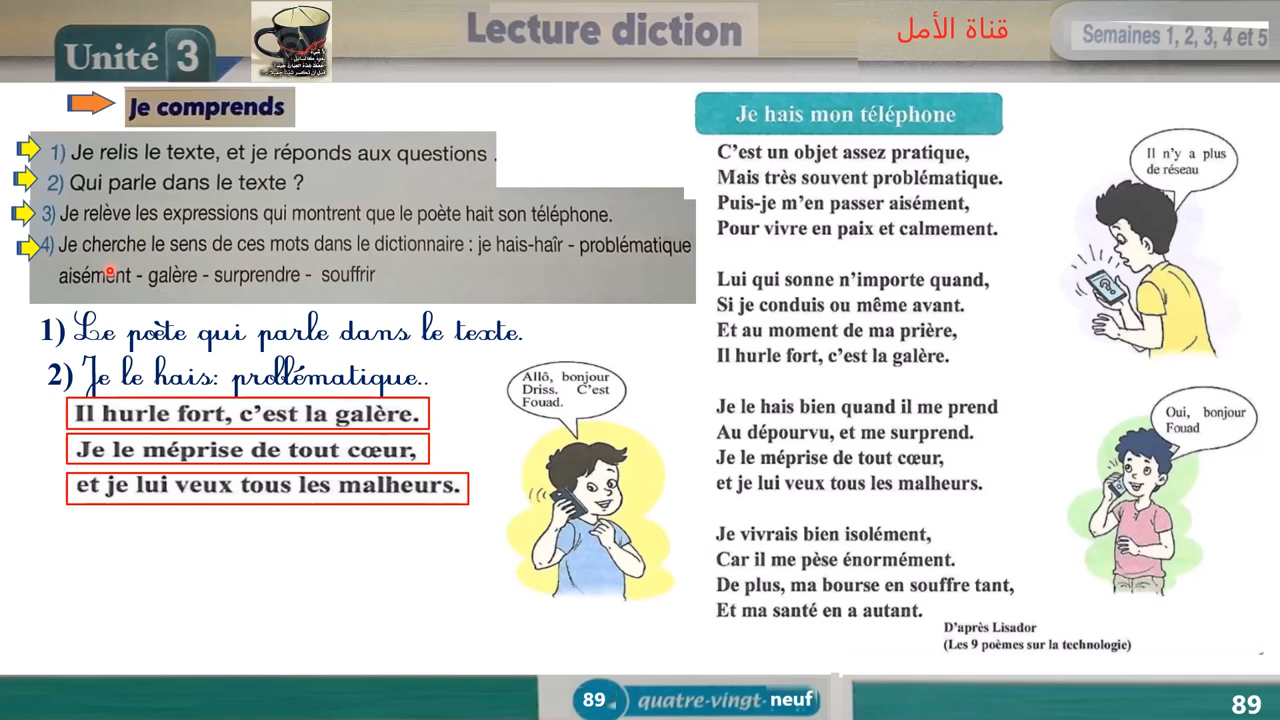 Unité 3
Lecture diction
قناة الأمل
Semaines 1, 2, 3, 4 et 5
Je comprends
1) Je relis le texte, et je réponds aux questions .
2) Qui parle dans le texte ?
3) Je relève les expressions qui montrent que le poète hait son téléphone.
4) Je cherche le sens de ces mots dans le dictionnaire : je hais-haîr - problématique
aisément - galère - surprendre - souffrir
1) Le poète qui parle dans le texte.
2) Je le hais: problématique..
Il hurle fort, c'est la galère.
Je le méprise de tout cœur,
et je lui veux tous les malheurs.
Allô, bonjour
Driss. C'est
Fouad.
Je hais mon téléphone
C'est un objet assez pratique,
Mais très souvent problématique.
Puis-je m'en passer aisément,
Pour vivre en paix et calmement.
Lui qui sonne n'importe quand,
Si je conduis ou même avant.
Et au moment de ma prière,
Il hurle fort, c'est la galère.
Je le hais bien quand il me prend
Au dépourvu, et me surprend.
Je le méprise de tout cœur,
et je lui veux tous les malheurs.
Je vivrais bien isolément,
Car il me pèse énormément.
De plus, ma bourse en souffre tant,
Et ma santé en a autant.
D'après Lisador
(Les 9 poèmes sur la technologie)
Il n'y a plus
de réseau
Oui, bonjour
Fouad
89 quatre-vingt- neuf
89